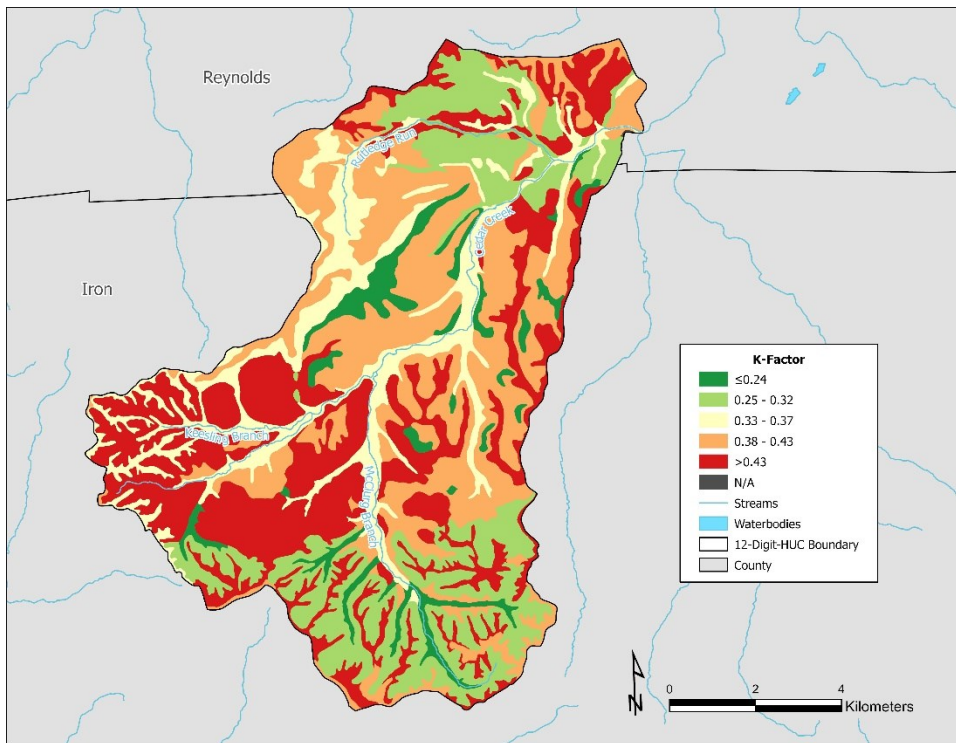 Reynolds
Rutledge Run
Cedar Creek
Iron
Keesling Branch
McClurg Branch
K-Factor
≤0.24
0.25 - 0.32
0.33 - 0.37
0.38 - 0.43
>0.43
N/A
Streams
Waterbodies
12-Digit-HUC Boundary
County
N
0 2 4
Kilometers